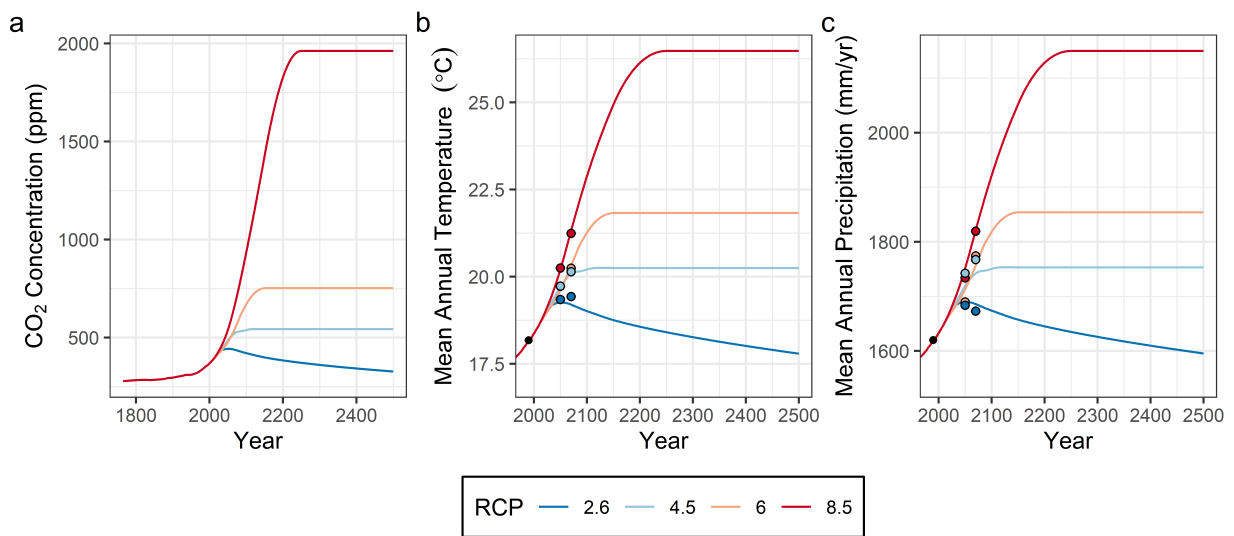 a
CO₂ Concentration (ppm)
2000
1500
1000
500
1800 2000 2200 2400
Year
b
Mean Annual Temperature (°C)
25.0
22.5
20.0
17.5
2000 2100 2200 2300 2400 2500
Year
c
Mean Annual Precipitation (mm/yr)
2000
1800
1600
2000 2100 2200 2300 2400 2500
Year
RCP 2.6 4.5 6 8.5